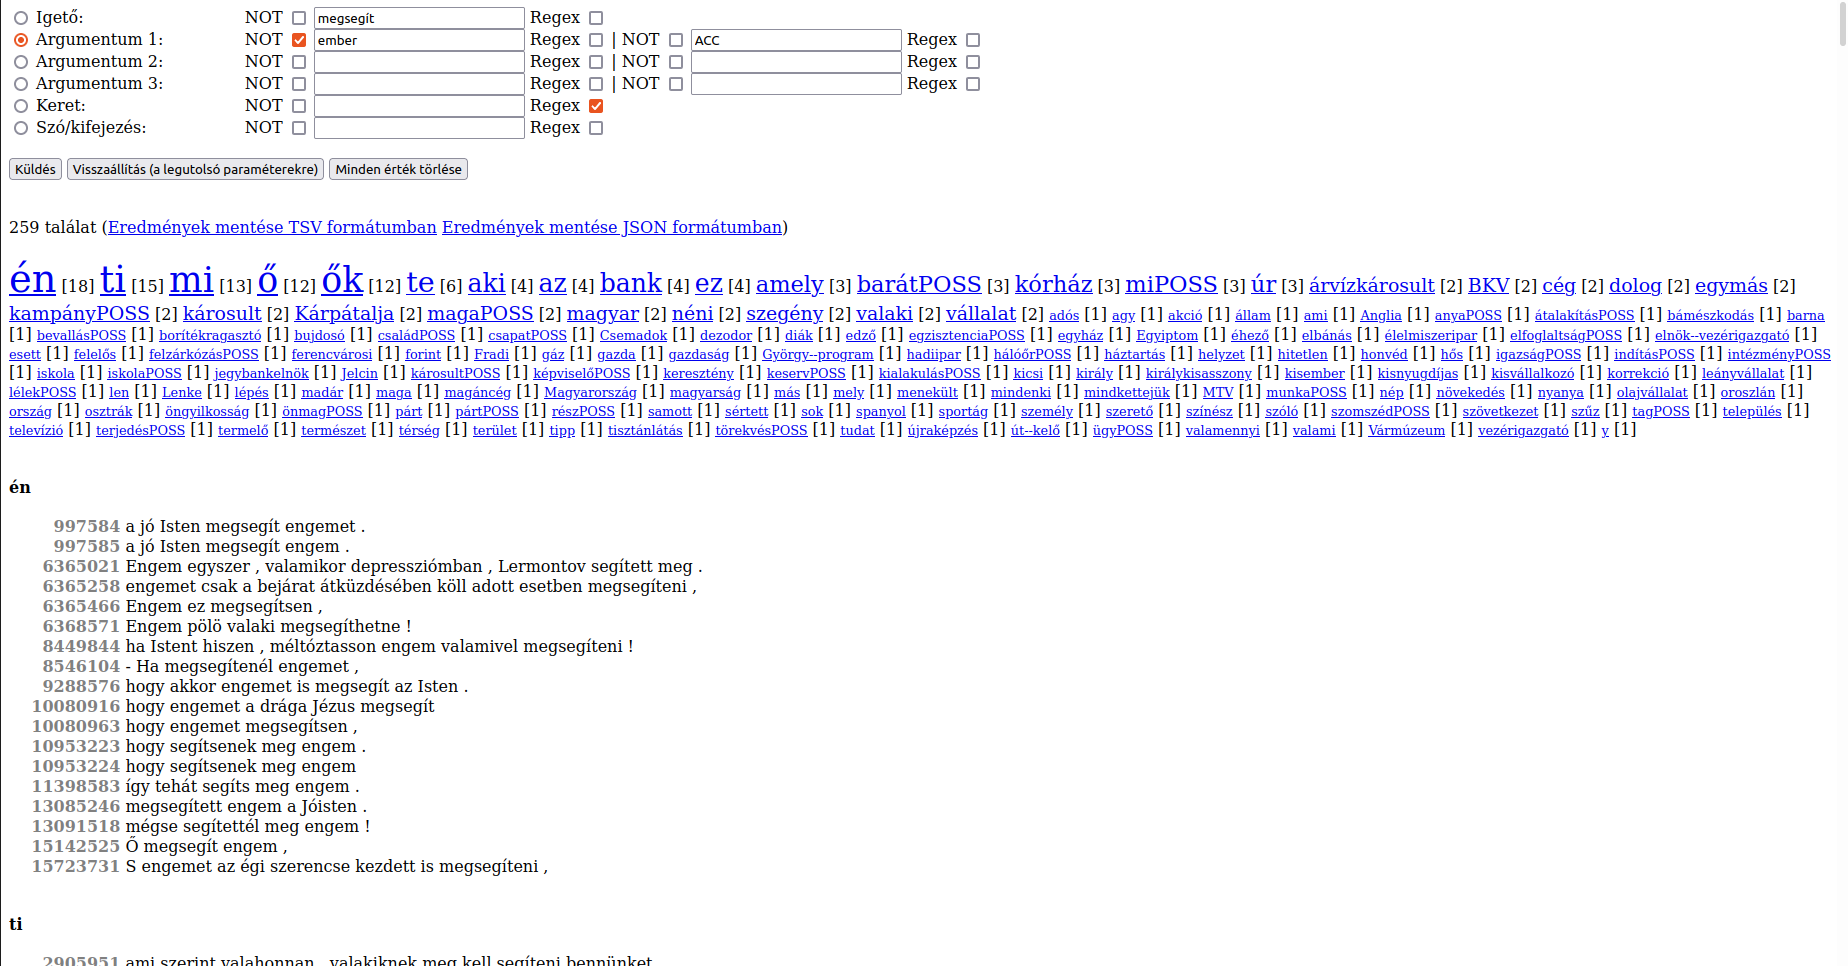 Igető: NOT megsegít Regex
Argumentum 1: NOT ember Regex | NOT ACC Regex
Argumentum 2: NOT Regex | NOT Regex
Argumentum 3: NOT Regex | NOT Regex
Keret: NOT Regex
Szó/kifejezés: NOT Regex
Küldés Visszaállítás (a legutolsó paraméterekre) Minden érték törlése
259 találat (Eredmények mentése TSV formátumban Eredmények mentése JSON formátumban)
én [18] ti [15] mi [13] ő [12] ők [12] te [6] aki [4] az [4] bank [4] ez [4] amely [3] barátPOSS [3] kórház [3] miPOSS [3] úr [3] árvízkárosult [2] BKV [2] cég [2] dolog [2] egymás [2]
kampányPOSS [2] károsult [2] Kárpátalja [2] magaPOSS [2] magyar [2] néni [2] szegény [2] valaki [2] vállalat [2] adós [1] agy [1] akció [1] állam [1] ami [1] Anglia [1] anyaPOSS [1] átalakításPOSS [1] bámészkodás [1] barna
[1] bevallásPOSS [1] borítékragasztó [1] bujdosó [1] családPOSS [1] csapatPOSS [1] Csemadok [1] dezodor [1] diák [1] edző [1] egzisztenciaPOSS [1] egyház [1] Egyiptom [1] éhező [1] elbánás [1] élelmiszeripar [1] elfoglaltságPOSS [1] elnök--vezérigazgató [1]
esett [1] felelős [1] felzárkózásPOSS [1] ferencvárosi [1] forint [1] Fradi [1] gáz [1] gazda [1] gazdaság [1] György--program [1] hadiipar [1] hálóőrPOSS [1] háztartás [1] helyzet [1] hitetlen [1] honvéd [1] hős [1] igazságPOSS [1] indításPOSS [1] intézményPOSS
[1] iskola [1] iskolaPOSS [1] jegybankelnök [1] Jelcin [1] károsultPOSS [1] képviselőPOSS [1] keresztény [1] keservPOSS [1] kialakulásPOSS [1] kicsi [1] király [1] királykisasszony [1] kisember [1] kisnyugdíjas [1] kisvállalkozó [1] korrekció [1] leányvállalat [1]
lélekPOSS [1] len [1] Lenke [1] lépés [1] madár [1] maga [1] magáncég [1] Magyarország [1] magyarság [1] más [1] mely [1] menekült [1] mindenki [1] mindkettejük [1] MTV [1] munkaPOSS [1] nép [1] növekedés [1] nyanya [1] olajvállalat [1] oroszlán [1]
ország [1] osztrák [1] öngyilkosság [1] önmagPOSS [1] párt [1] pártPOSS [1] részPOSS [1] samott [1] sértett [1] sok [1] spanyol [1] sportág [1] személy [1] szerető [1] színész [1] szóló [1] szomszédPOSS [1] szövetkezet [1] szűz [1] tagPOSS [1] település [1]
televízió [1] terjedésPOSS [1] termelő [1] természet [1] térség [1] terület [1] tipp [1] tisztánlátás [1] törekvésPOSS [1] tudat [1] újraképzés [1] út--kelő [1] ügyPOSS [1] valamennyi [1] valami [1] Vármúzeum [1] vezérigazgató [1] y [1]
én
997584 a jó Isten megsegít engemet .
997585 a jó Isten megsegít engem .
6365021 Engem egyszer , valamikor depressziómban , Lermontov segített meg .
6365258 engemet csak a bejárat átküzdésében köll adott esetben megsegíteni ,
6365466 Engem ez megsegítsen ,
6368571 Engem pölö valaki megsegíthetne !
8449844 ha Istent hiszen , méltóztasson engem valamivel megsegíteni !
8546104 - Ha megsegítenél engemet ,
9288576 hogy akkor engemet is megsegít az Isten .
10080916 hogy engemet a drága Jézus megsegít
10080963 hogy engemet megsegítsen ,
10953223 hogy segítsenek meg engem .
10953224 hogy segítsenek meg engem
11398583 így tehát segíts meg engem .
13085246 megsegített engem a Jóisten .
13091518 mégse segítettél meg engem !
15142525 Ő megsegít engem ,
15723731 S engemet az égi szerencse kezdett is megsegíteni ,
ti
2905951 ami szerint valahonnan , valakiknek meg kell segíteni bennünket